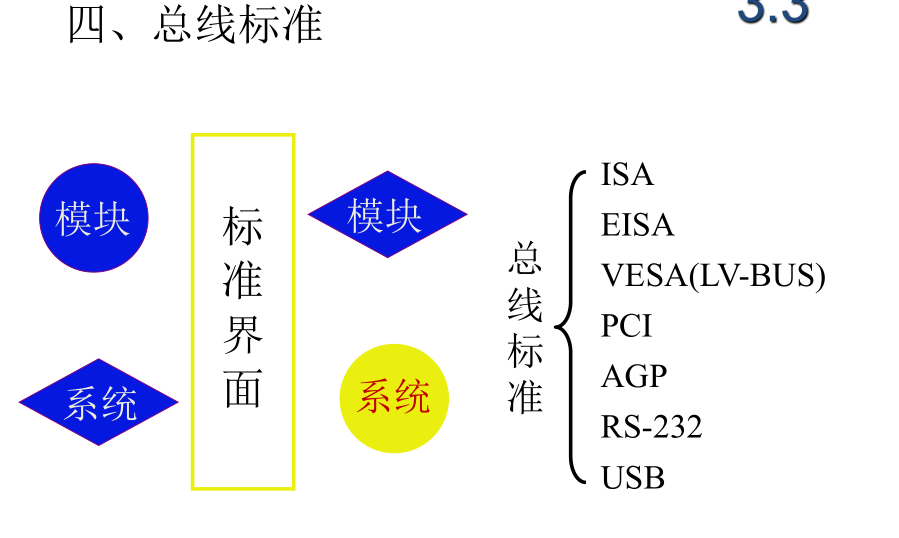 四、总线标准
3.3
模块
标准界面
模块
系统
系统
总线标准
ISA
EISA
VESA(LV-BUS)
PCI
AGP
RS-232
USB